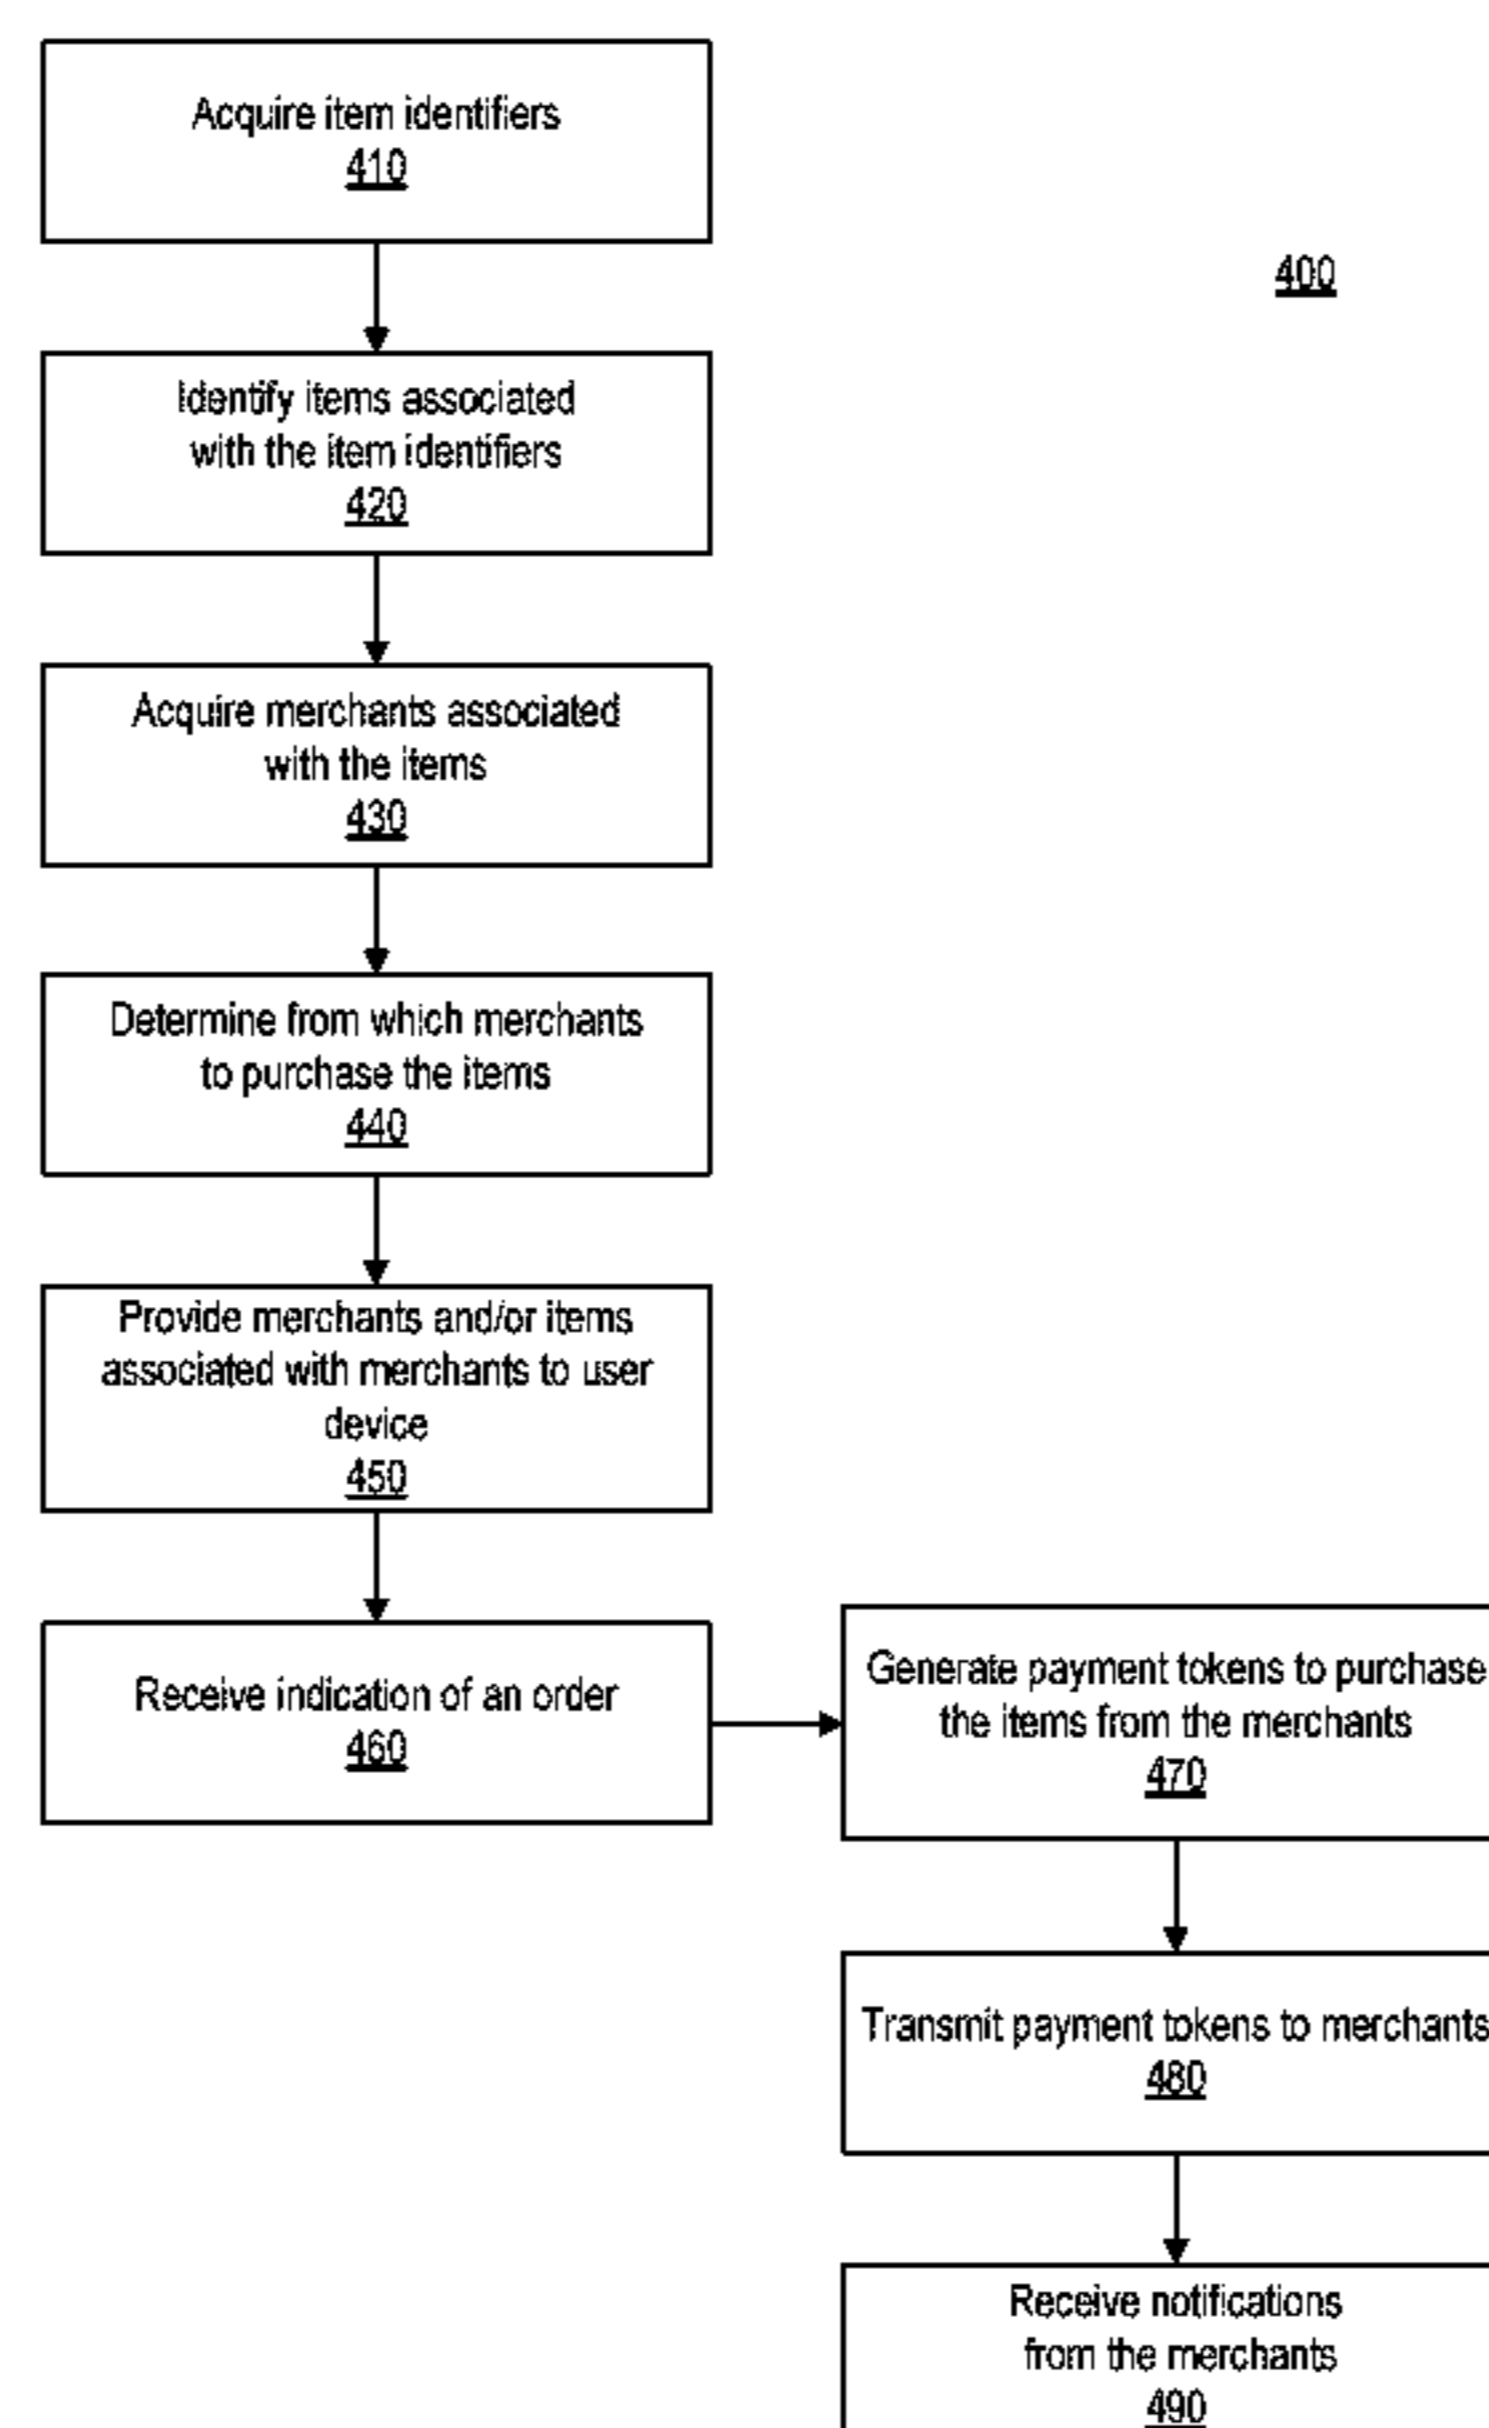 Acquire item identifiers
410
400
Identify items associated
with the item identifiers
420
Acquire merchants associated
with the items
430
Determine from which merchants
to purchase the items
440
Provide merchants and/or items
associated with merchants to user
device
450
Receive indication of an order
460
Generate payment tokens to purchase
the items from the merchants
470
Transmit payment tokens to merchants
480
Receive notifications
from the merchants
490